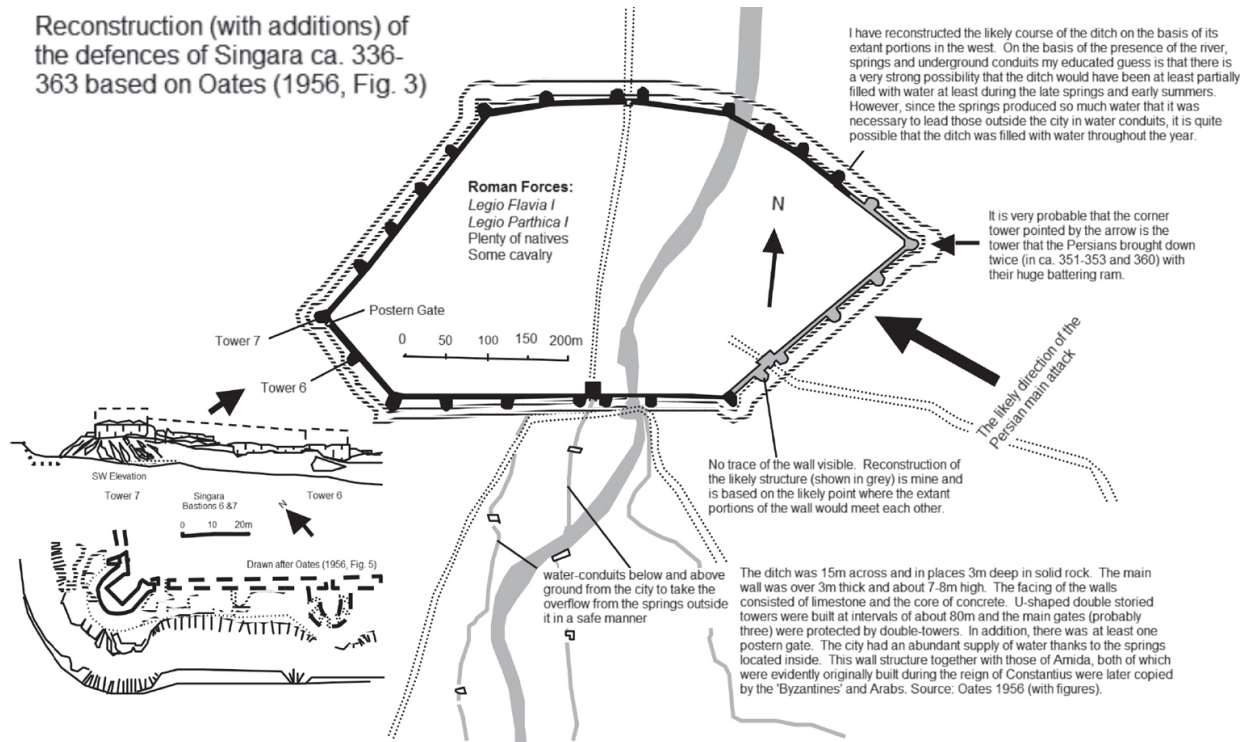 Reconstruction (with additions) of
the defences of Singara ca. 336-
363 based on Oates (1956, Fig. 3)
I have reconstructed the likely course of the ditch on the basis of its
extant portions in the west. On the basis of the presence of the river,
springs and underground conduits my educated guess is that there is
a very strong possibility that the ditch would have been at least partially
filled with water at least during the late springs and early summers.
However, since the springs produced so much water that it was
necessary to lead those outside the city in water conduits, it is quite
possible that the ditch was filled with water throughout the year.
Roman Forces:
Legio Flavia I
Legio Parthica I
Plenty of natives
Some cavalry
N
It is very probable that the corner
tower pointed by the arrow is the
tower that the Persians brought down
twice (in ca. 351-353 and 360) with
their huge battering ram.
Postern Gate
Tower 7
0 50 100 150 200m
Tower 6
The likely direction of the
Persian main attack
No trace of the wall visible. Reconstruction of
the likely structure (shown in grey) is mine and
is based on the likely point where the extant
portions of the wall would meet each other.
SW Elevation
Tower 7
Singara
Bastions 6 &7
Tower 6
0 10 20m
N
Drawn after Oates (1956, Fig. 5)
water-conduits below and above
ground from the city to take the
overflow from the springs outside
it in a safe manner
The ditch was 15m across and in places 3m deep in solid rock. The main
wall was over 3m thick and about 7-8m high. The facing of the walls
consisted of limestone and the core of concrete. U-shaped double storied
towers were built at intervals of about 80m and the main gates (probably
three) were protected by double-towers. In addition, there was at least one
postern gate. The city had an abundant supply of water thanks to the springs
located inside. This wall structure together with those of Amida, both of which
were evidently originally built during the reign of Constantius were later copied
by the 'Byzantines' and Arabs. Source: Oates 1956 (with figures).